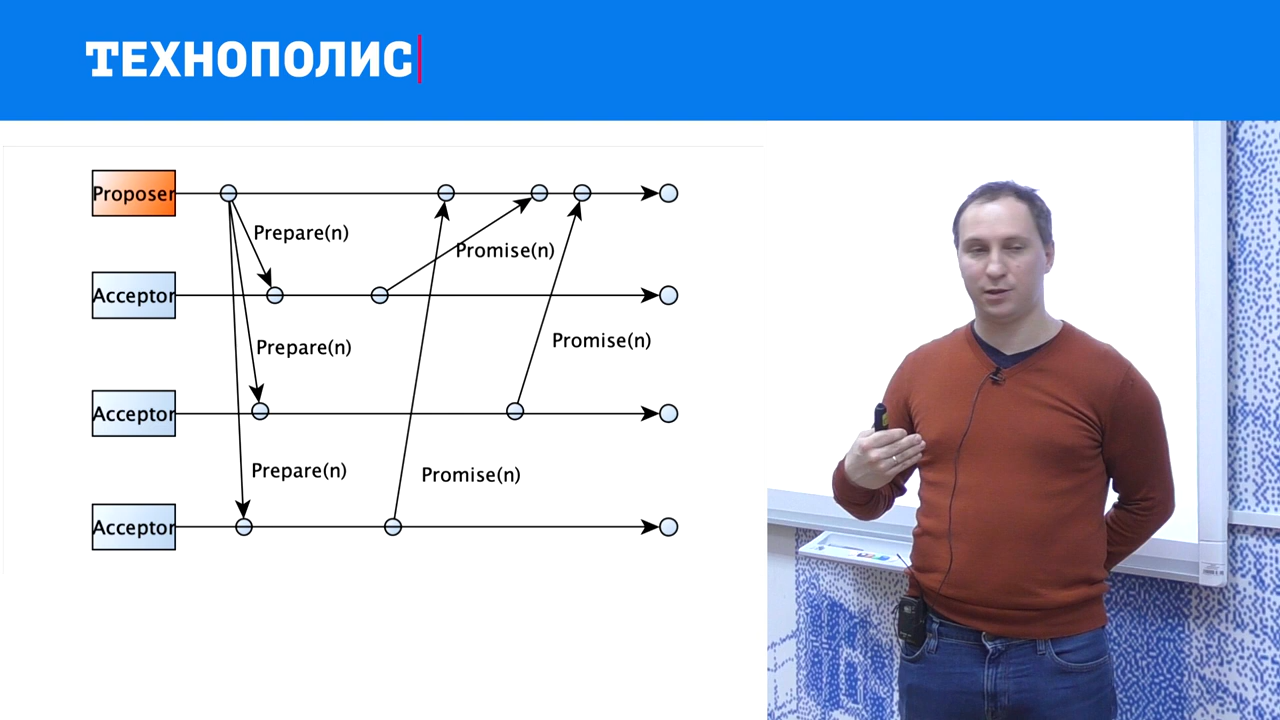 ТЕХНОПОЛИС
Proposer
Prepare(n)
Promise(n)
Acceptor
Prepare(n)
Promise(n)
Acceptor
Prepare(n)
Promise(n)
Acceptor